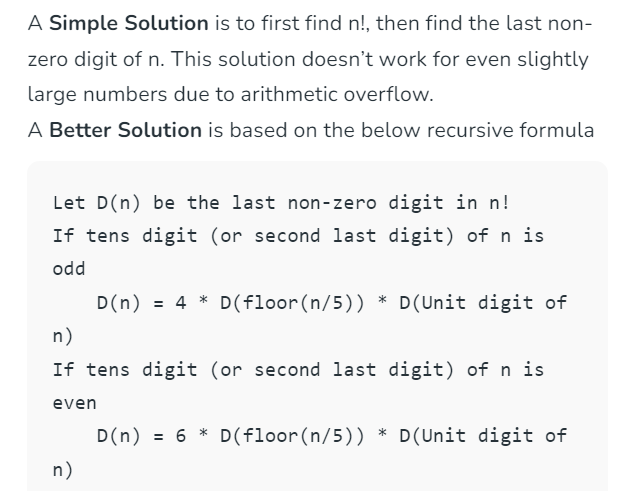 A Simple Solution is to first find n!, then find the last non-
zero digit of n. This solution doesn’t work for even slightly
large numbers due to arithmetic overflow.
A Better Solution is based on the below recursive formula
Let D(n) be the last non-zero digit in n!
If tens digit (or second last digit) of n is
odd
    D(n) = 4 * D(floor(n/5)) * D(Unit digit of
n)
If tens digit (or second last digit) of n is
even
    D(n) = 6 * D(floor(n/5)) * D(Unit digit of
n)